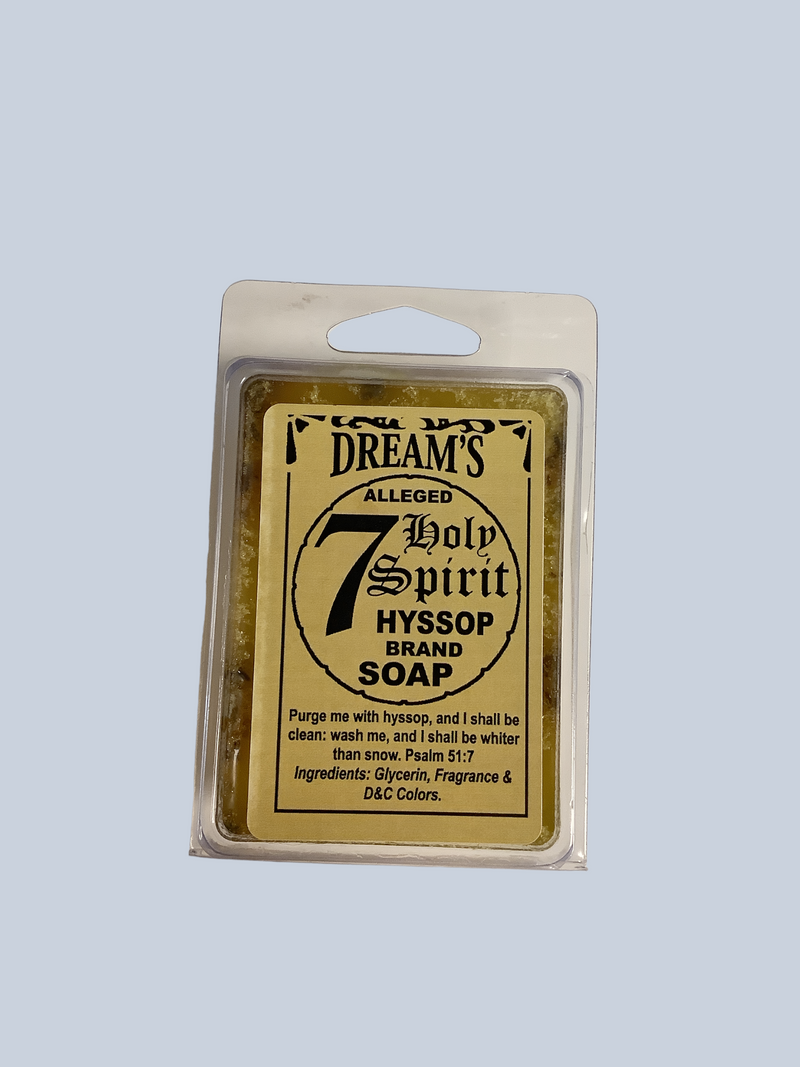 DREAM'S
ALLEGED
7 Holy
Spirit
HYSSOP
BRAND
SOAP
Purge me with hyssop, and I shall be
clean: wash me, and I shall be whiter
than snow. Psalm 51:7
Ingredients: Glycerin, Fragrance &
D&C Colors.